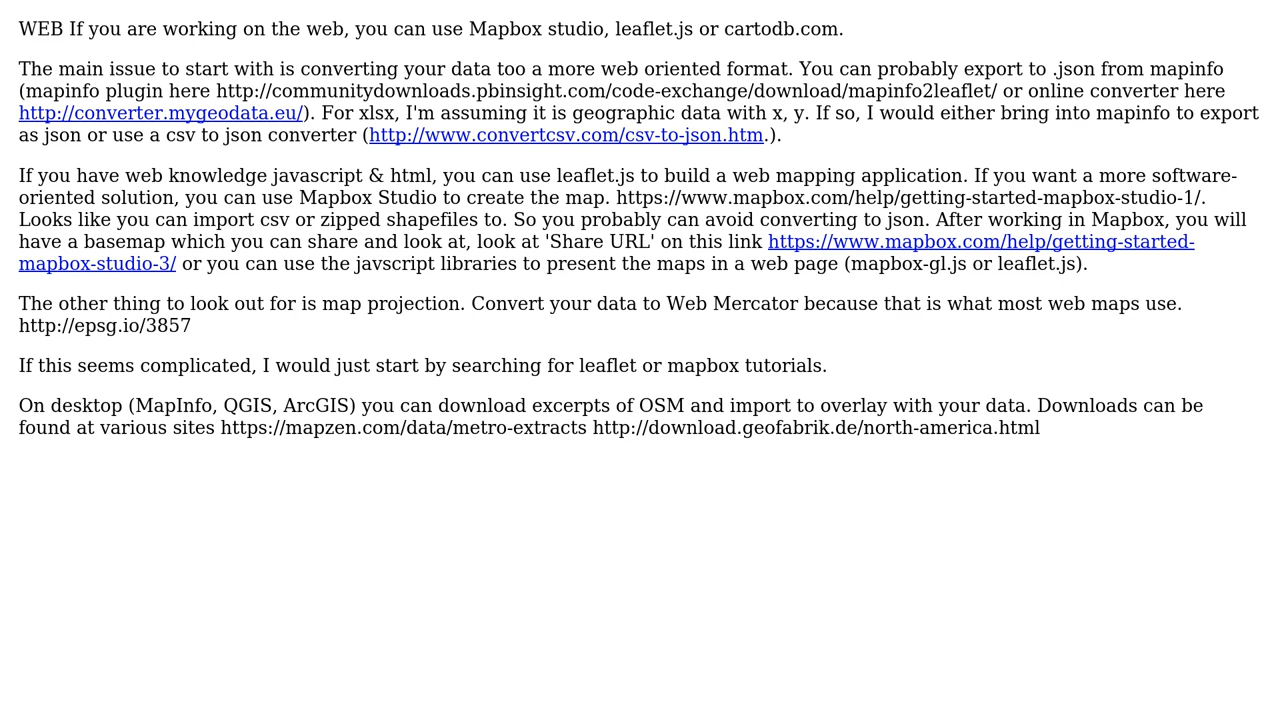 WEB If you are working on the web, you can use Mapbox studio, leaflet.js or cartodb.com.
The main issue to start with is converting your data too a more web oriented format. You can probably export to .json from mapinfo
(mapinfo plugin here http://communitydownloads.pbinsight.com/code-exchange/download/mapinfo2leaflet/ or online converter here
http://converter.mygeodata.eu/). For xlsx, I'm assuming it is geographic data with x, y. If so, I would either bring into mapinfo to export
as json or use a csv to json converter (http://www.convertcsv.com/csv-to-json.htm.).
If you have web knowledge javascript & html, you can use leaflet.js to build a web mapping application. If you want a more software-
oriented solution, you can use Mapbox Studio to create the map. https://www.mapbox.com/help/getting-started-mapbox-studio-1/.
Looks like you can import csv or zipped shapefiles to. So you probably can avoid converting to json. After working in Mapbox, you will
have a basemap which you can share and look at, look at 'Share URL' on this link https://www.mapbox.com/help/getting-started-
mapbox-studio-3/ or you can use the javscript libraries to present the maps in a web page (mapbox-gl.js or leaflet.js).
The other thing to look out for is map projection. Convert your data to Web Mercator because that is what most web maps use.
http://epsg.io/3857
If this seems complicated, I would just start by searching for leaflet or mapbox tutorials.
On desktop (MapInfo, QGIS, ArcGIS) you can download excerpts of OSM and import to overlay with your data. Downloads can be
found at various sites https://mapzen.com/data/metro-extracts http://download.geofabrik.de/north-america.html